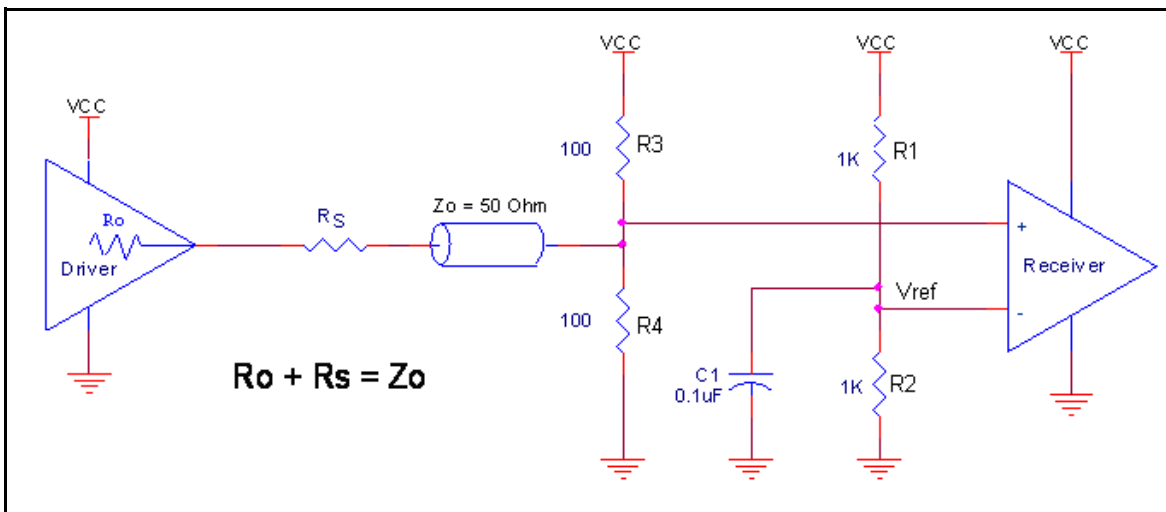 VCC
VCC
VCC
VCC
100
R3
1K
R1
Ro
RS
Zo = 50 Ohm
+
Driver
Receiver
Vref
-
100
R4
Ro + Rs = Zo
C1
0.1uF
1K
R2